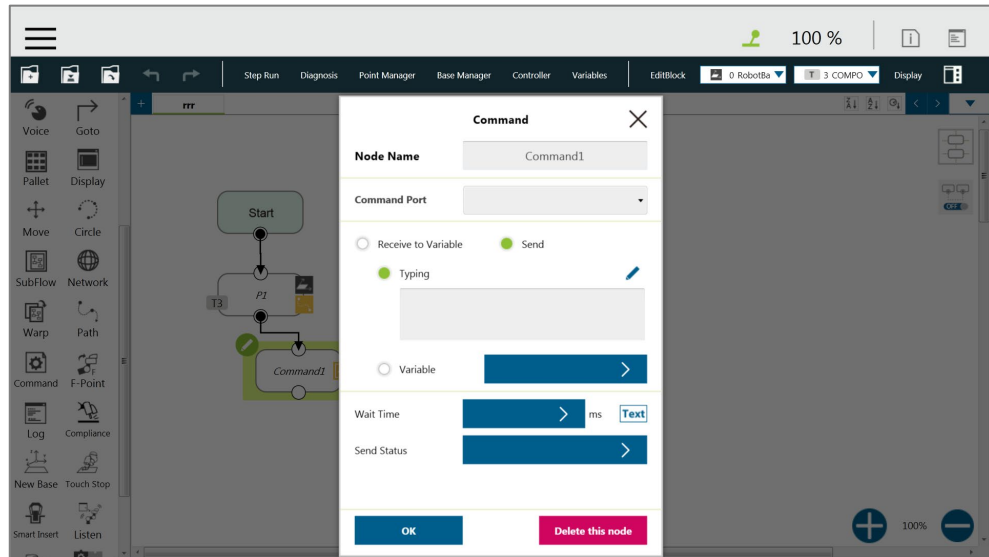 100 %
Step Run Diagnosis Point Manager Base Manager Controller Variables EditBlock 0 RobotBa T 3 COMPO Display
+ rrr
Voice Goto
Pallet Display
Move Circle
SubFlow Network
Warp Path
Command F-Point
Log Compliance
New Base Touch Stop
Smart Insert Listen
Start
P1
T3
Command1
Command
Node Name Command1
Command Port
Receive to Variable Send
Typing
Variable
Wait Time ms Text
Send Status
OK Delete this node
OFF
100%